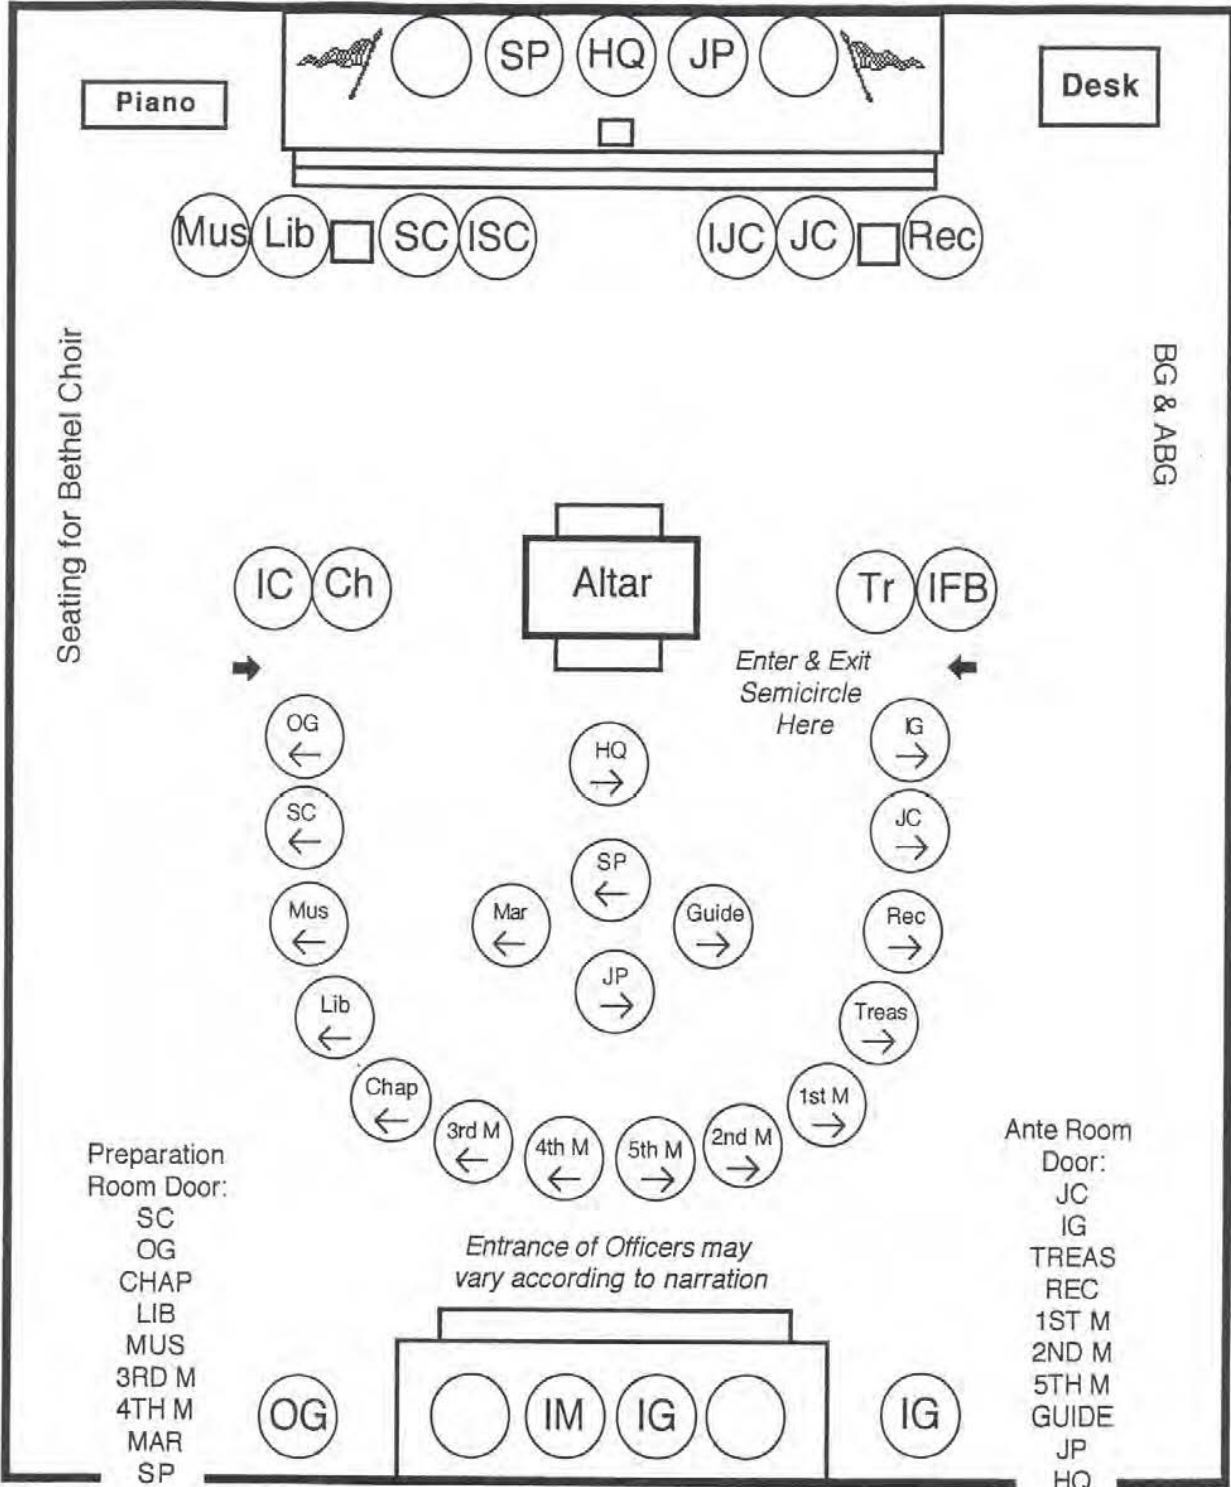 SP HQ JP
Piano
Desk
Mus Lib SC ISC IJC JC Rec
Seating for Bethel Choir
BG & ABG
IC Ch Altar Tr IFB
Enter & Exit
Semicircle
Here
OG HQ IG
SC SP JC
Mus Mar Guide Rec
Lib JP Treas
Chap 1st M
3rd M 4th M 5th M 2nd M
Preparation
Room Door:
SC
OG
CHAP
LIB
MUS
3RD M
4TH M
MAR
SP
Entrance of Officers may
vary according to narration
OG IM IG IG
Ante Room
Door:
JC
IG
TREAS
REC
1ST M
2ND M
5TH M
GUIDE
JP
HQ